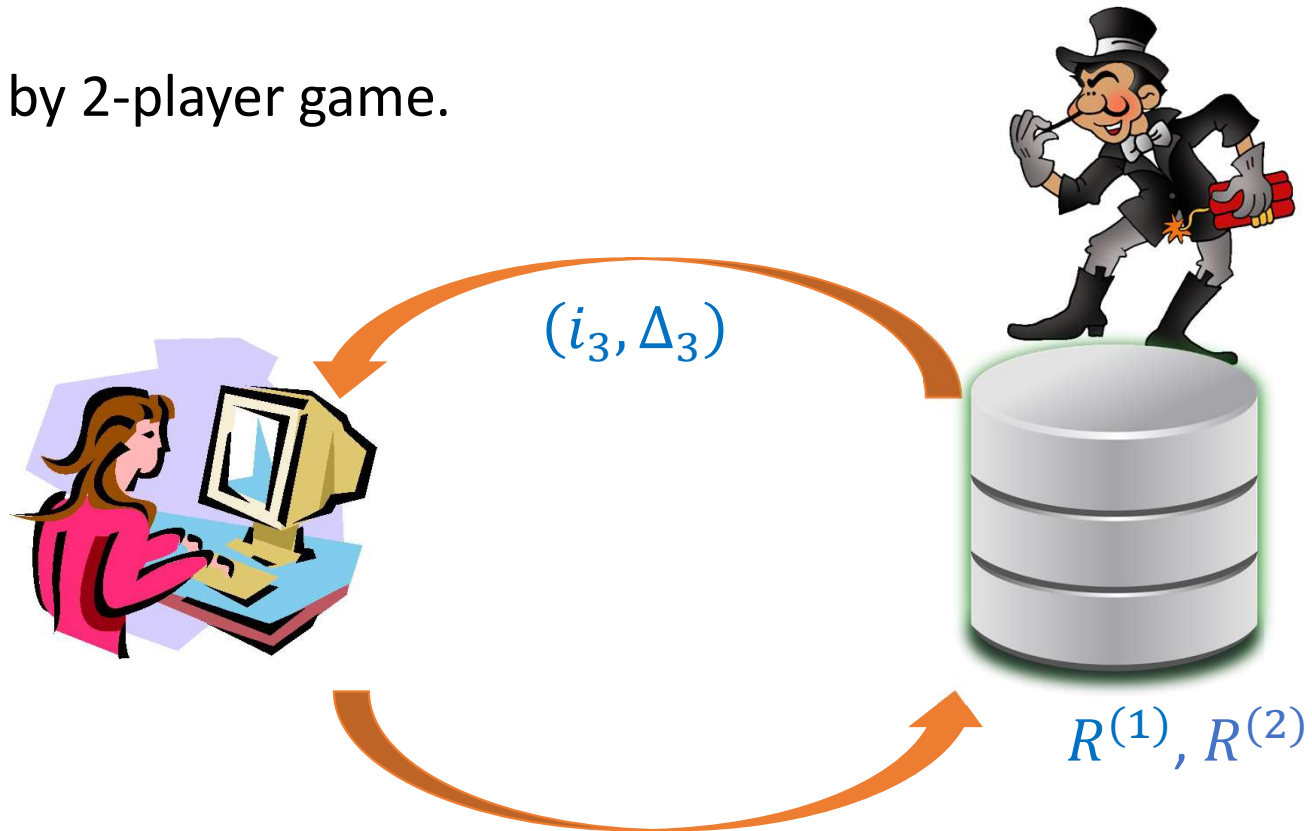 by 2-player game.
(i₃, Δ₃)
R⁽¹⁾, R⁽²⁾